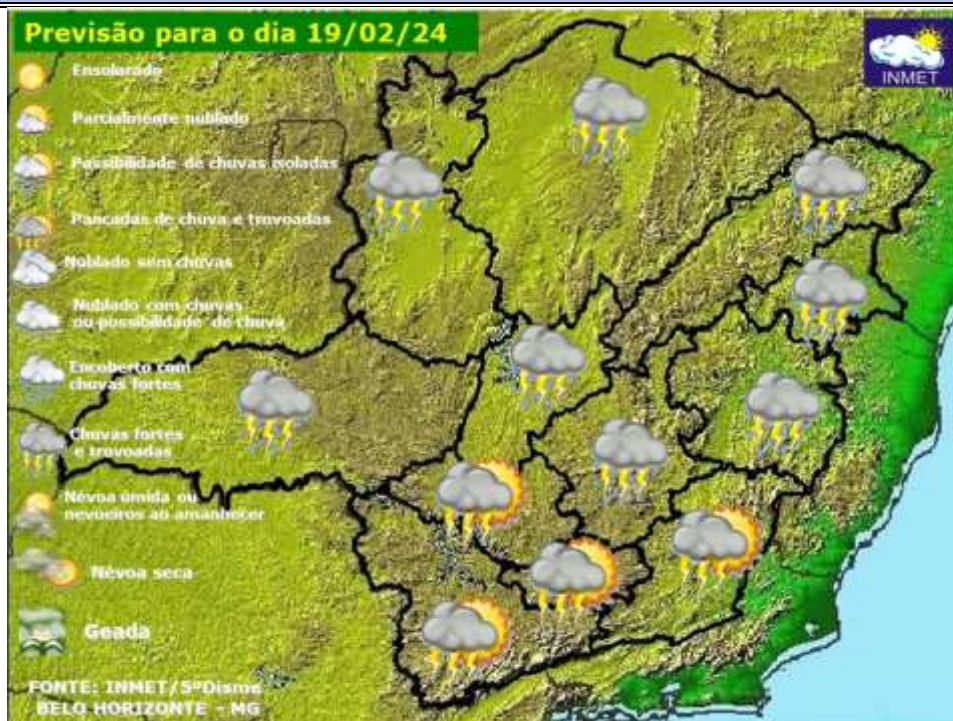 Previsão para o dia 19/02/24
INMET
Ensolarado
Parcialmente nublado
Possibilidade de chuvas isoladas
Pancadas de chuva e trovoadas
Nublado sem chuvas
Nublado com chuvas
ou possibilidade de chuva
Encoberto com
chuvas fortes
Chuvas fortes
e trovoadas
Névoa úmida ou
nevoeiros ao amanhecer
Névoa seca
Geada
FONTE: INMET/5ºDisme
BELO HORIZONTE - MG